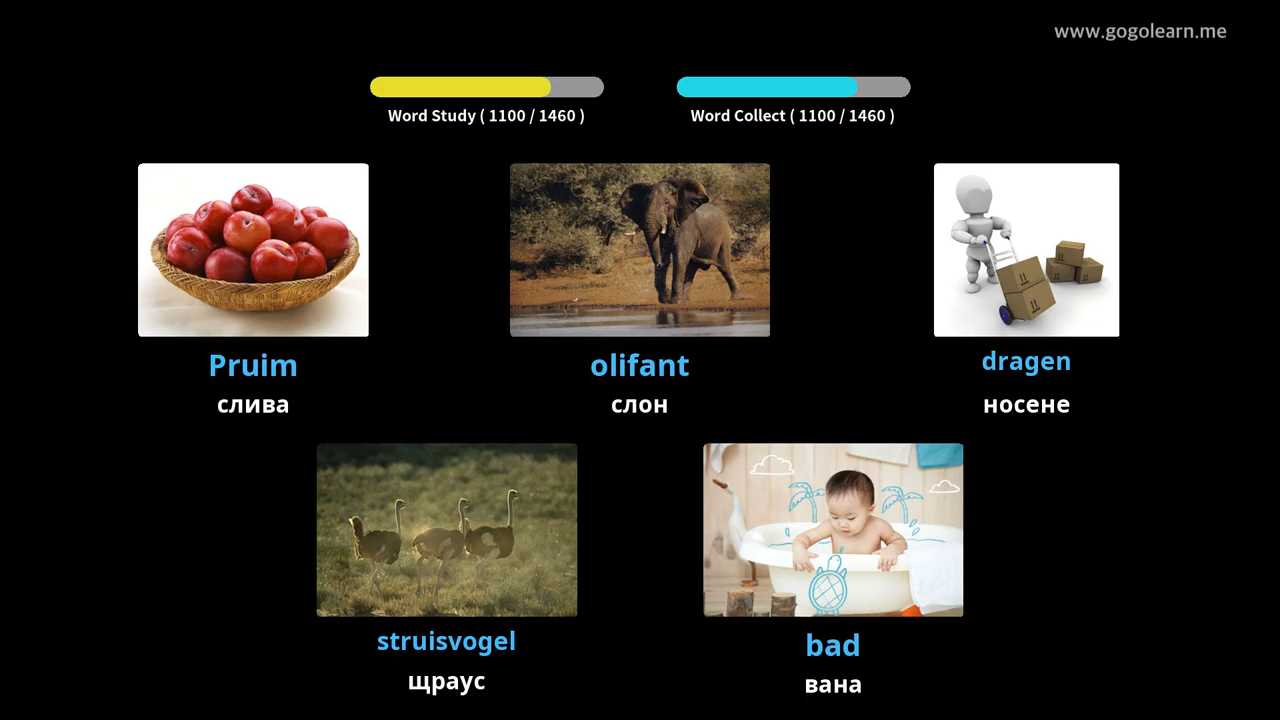 www.gogolearn.me
Word Study ( 1100 / 1460 )
Word Collect ( 1100 / 1460 )
Pruim
слива
olifant
слон
dragen
носене
struisvogel
щраус
bad
вана